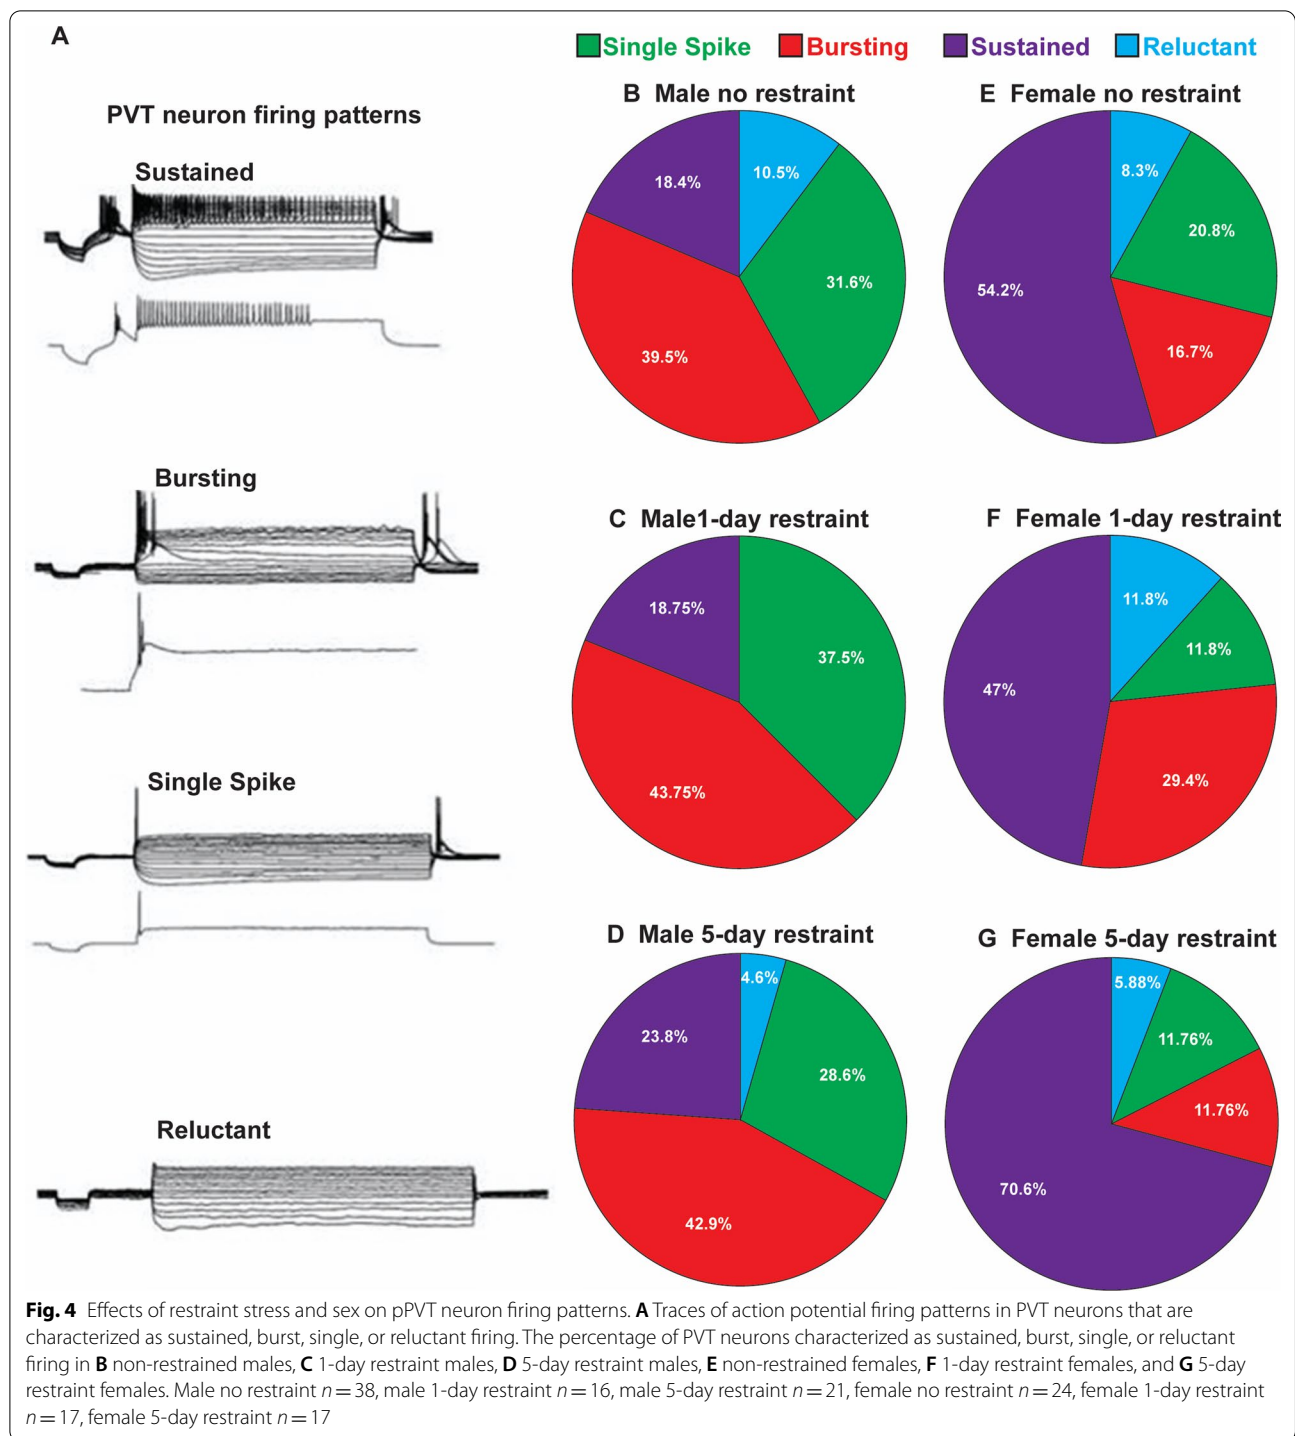 A
PVT neuron firing patterns
Sustained
Bursting
Single Spike
Reluctant
Single Spike Bursting Sustained Reluctant
B Male no restraint
10.5%
18.4%
31.6%
39.5%
E Female no restraint
8.3%
20.8%
54.2%
16.7%
C Male1-day restraint
18.75%
37.5%
43.75%
F Female 1-day restraint
11.8%
11.8%
47%
29.4%
D Male 5-day restraint
4.6%
23.8%
28.6%
42.9%
G Female 5-day restraint
5.88%
11.76%
11.76%
70.6%
Fig. 4 Effects of restraint stress and sex on pPVT neuron firing patterns. A Traces of action potential firing patterns in PVT neurons that are
characterized as sustained, burst, single, or reluctant firing. The percentage of PVT neurons characterized as sustained, burst, single, or reluctant
firing in B non-restrained males, C 1-day restraint males, D 5-day restraint males, E non-restrained females, F 1-day restraint females, and G 5-day
restraint females. Male no restraint n = 38, male 1-day restraint n = 16, male 5-day restraint n = 21, female no restraint n = 24, female 1-day restraint
n = 17, female 5-day restraint n = 17